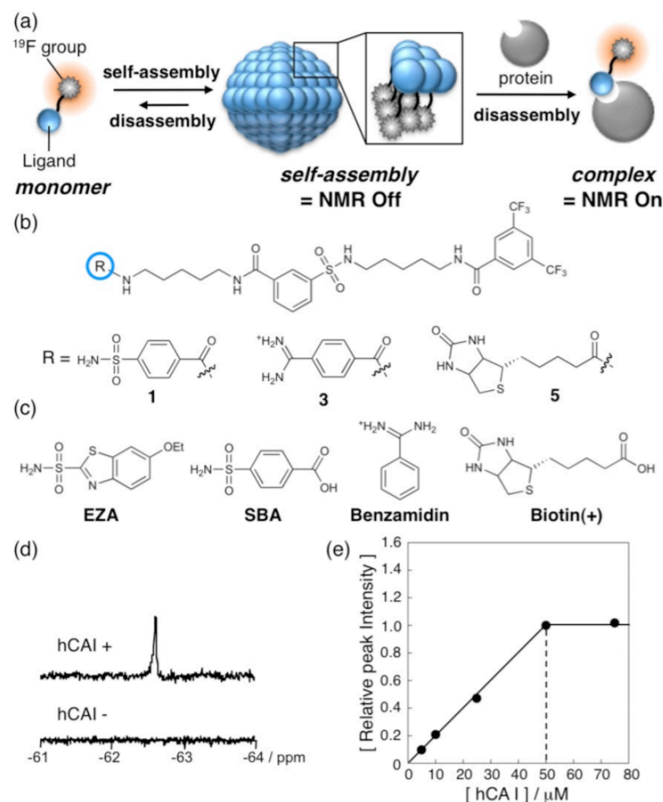 (a)
¹⁹F group
self-assembly
disassembly
Ligand
monomer
self-assembly
= NMR Off
protein
disassembly
complex
= NMR On
(b)
R
N
H
H
N
O
O
S
O
H
N
H
N
O
CF₃
CF₃
R =
H₂N
O
S
O
O
1
⁺H₂N
NH₂
O
3
O
HN
NH
S
O
5
(c)
H₂N
O
S
O
S
N
OEt
EZA
H₂N
O
S
O
O
OH
SBA
⁺H₂N
NH₂
Benzamidin
O
HN
NH
S
O
OH
Biotin(+)
(d)
hCAI +
hCAI -
-61 -62 -63 -64 / ppm
(e)
[ Relative peak Intensity ]
1.6
1.4
1.2
1.0
0.8
0.6
0.4
0.2
0
0 10 20 30 40 50 60 70 80
[ hCA I ] / μM